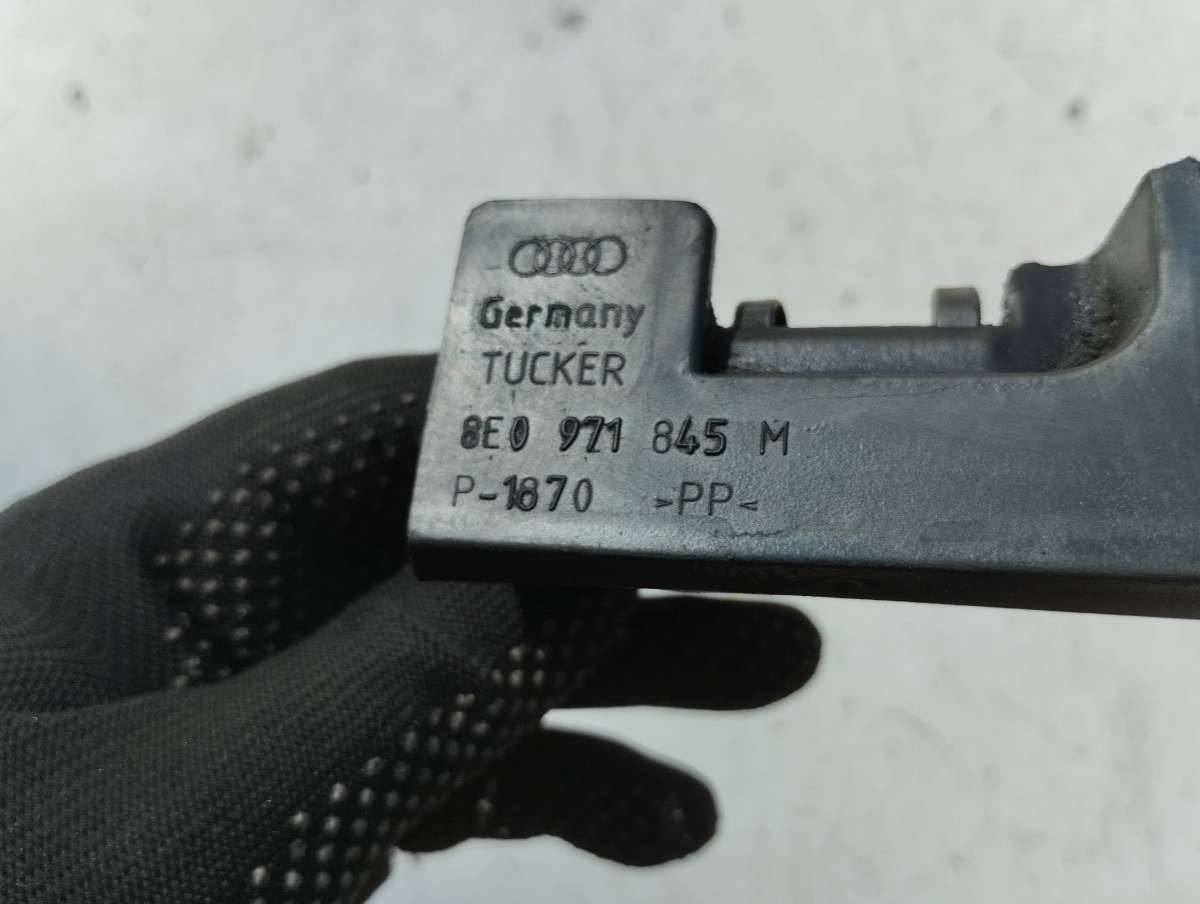 Germany
TUCKER
8E0 971 845 M
P-1870 >PP<